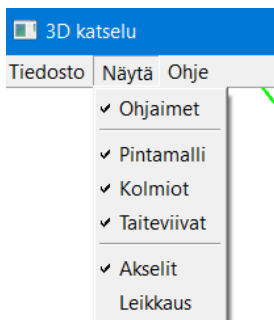 3D katselu
Tiedosto Näytä Ohje
Ohjaimet
Pintamalli
Kolmiot
Taiteviivat
Akselit
Leikkaus